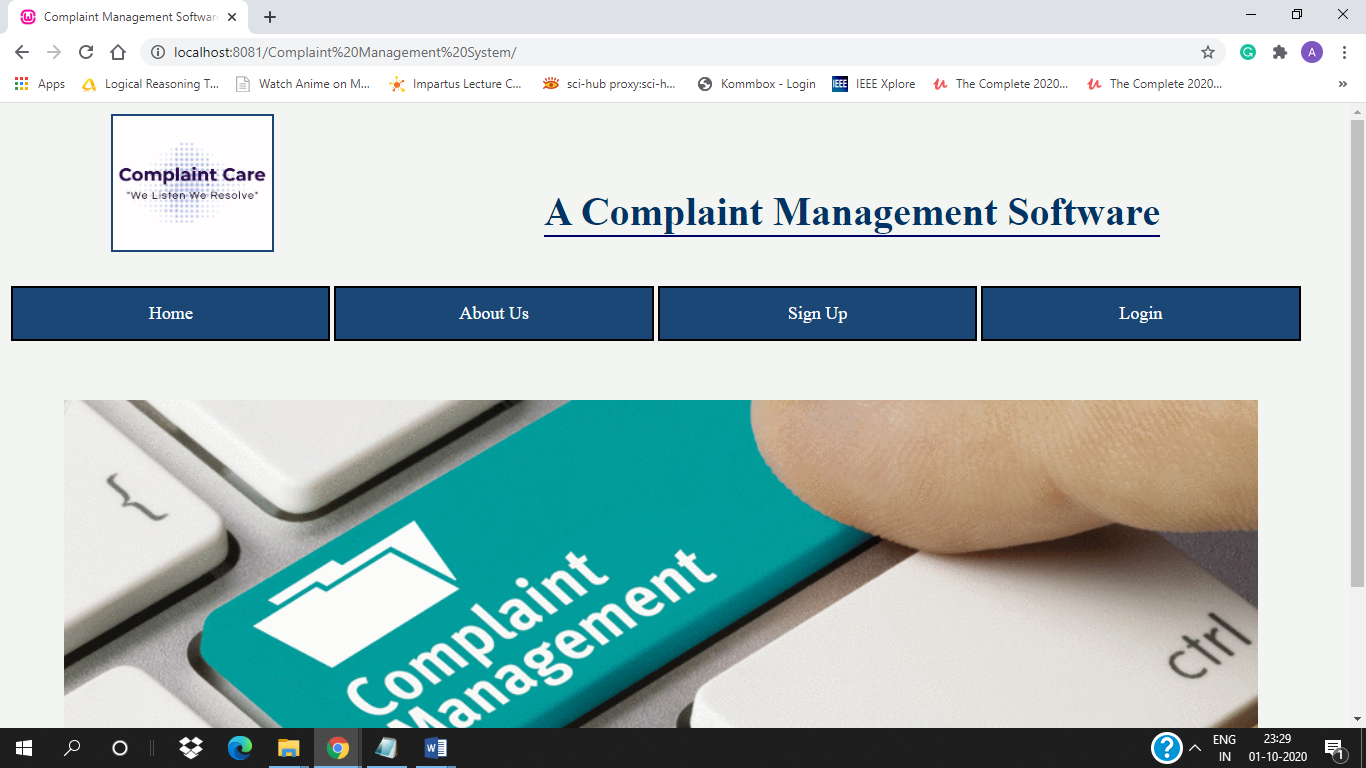 Complaint Management Softwar
localhost:8081/Complaint%20Management%20System/
G
A
Apps
Logical Reasoning T...
Watch Anime on M...
Impartus Lecture C...
sci-hub proxy:sci-h...
Kommbox - Login
IEEE
IEEE Xplore
The Complete 2020...
The Complete 2020...
»
Complaint Care
"We Listen We Resolve"
A Complaint Management Software
Home
About Us
Sign Up
Login
{
Complaint
Management
ctrl
W
?
ENG
IN
23:29
01-10-2020
1